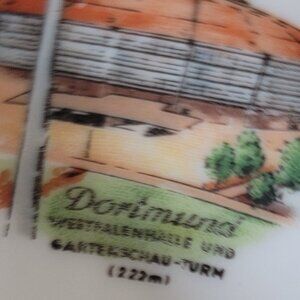 Dortmund
WESTFALENHALLE UND
GARTENSCHAU-TURM
(222m)